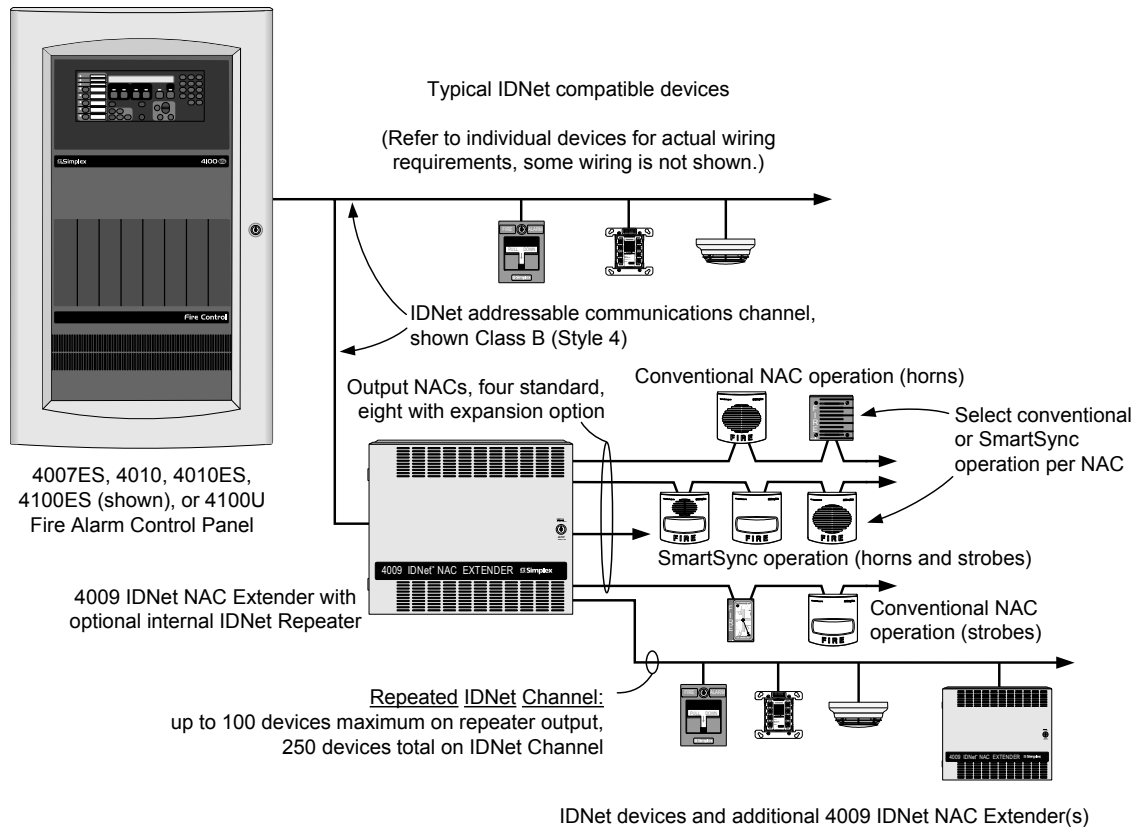 Simplex
4100
Fire Control
Typical IDNet compatible devices
(Refer to individual devices for actual wiring
requirements, some wiring is not shown.)
PULL DOWN
IDNet addressable communications channel,
shown Class B (Style 4)
4007ES, 4010, 4010ES,
4100ES (shown), or 4100U
Fire Alarm Control Panel
Output NACs, four standard,
eight with expansion option
Conventional NAC operation (horns)
FIRE
Select conventional
or SmartSync
operation per NAC
FIRE
FIRE
FIRE
SmartSync operation (horns and strobes)
4009 IDNet NAC EXTENDER Simplex
4009 IDNet NAC Extender with
optional internal IDNet Repeater
FIRE
Conventional NAC
operation (strobes)
Repeated IDNet Channel:
up to 100 devices maximum on repeater output,
250 devices total on IDNet Channel
PULL DOWN
4009 IDNet NAC EXTENDER Simplex
IDNet devices and additional 4009 IDNet NAC Extender(s)